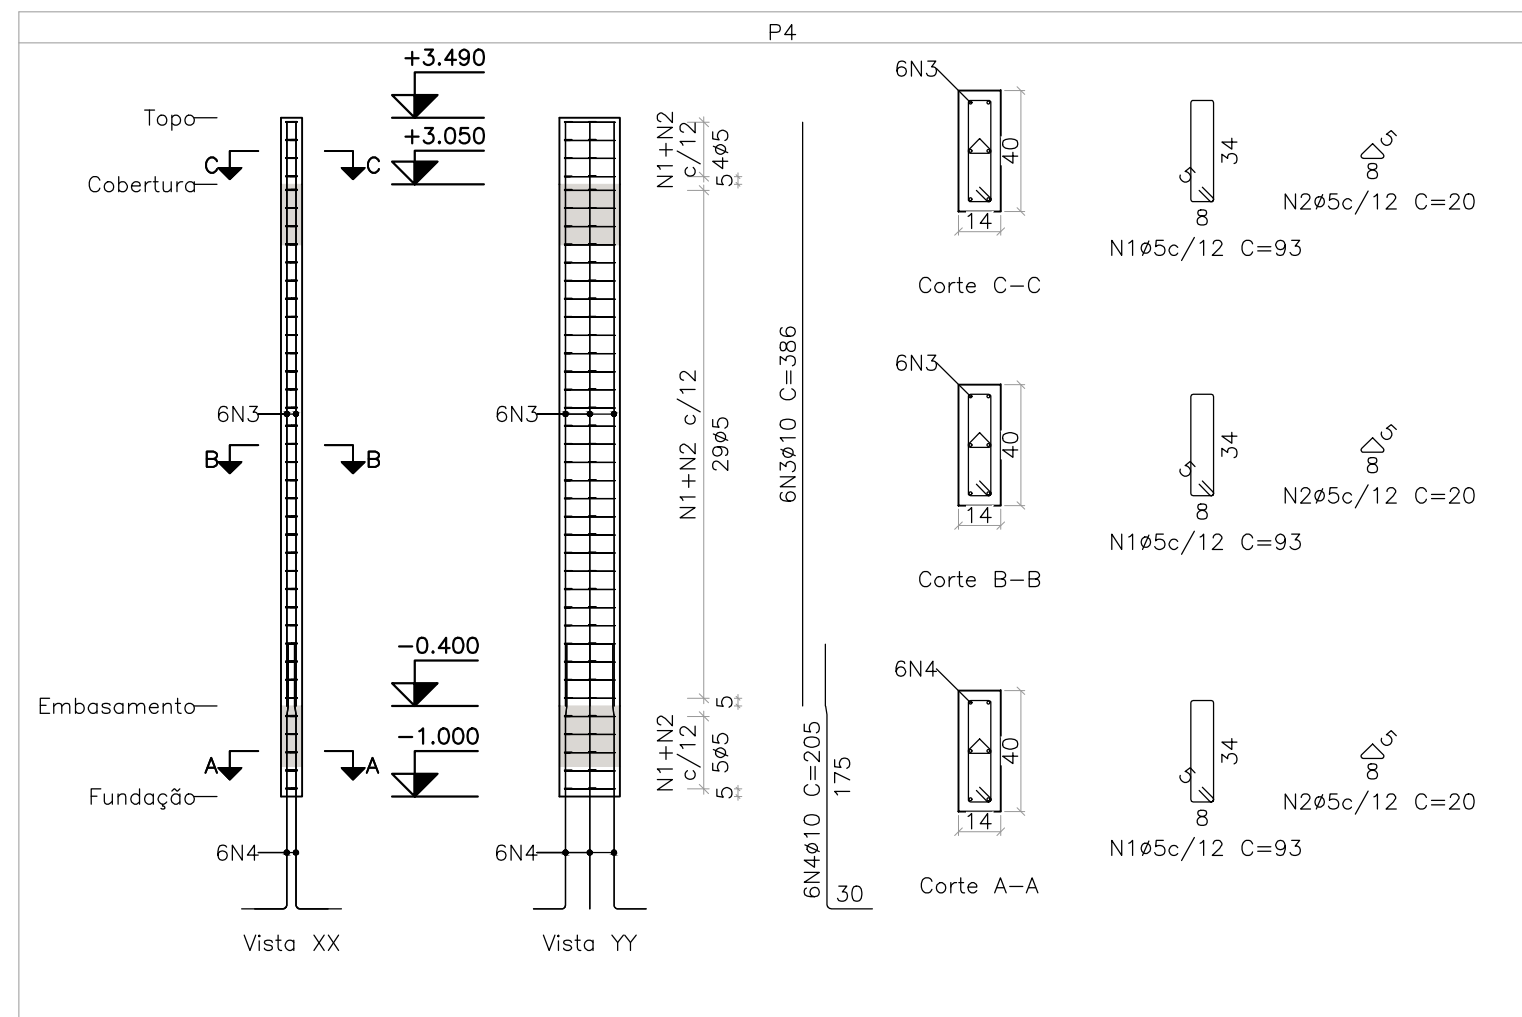 P4
+3.490
Topo
+3.050
C
C
Cobertura
6N3
B
B
-0.400
Embasamento
-1.000
A
A
Fundação
6N4
Vista XX
6N3
6N4
Vista YY
N1+N2
c/12
4ø5
5
N1+N2 c/12
29ø5
5
N1+N2
c/12
5ø5
5
6N3ø10 C=386
6N4ø10 C=205
175
30
6N3
40
14
Corte C-C
34
5
8
N1ø5c/12 C=93
5
8
N2ø5c/12 C=20
6N3
40
14
Corte B-B
34
5
8
N1ø5c/12 C=93
5
8
N2ø5c/12 C=20
6N4
40
14
Corte A-A
34
5
8
N1ø5c/12 C=93
5
8
N2ø5c/12 C=20